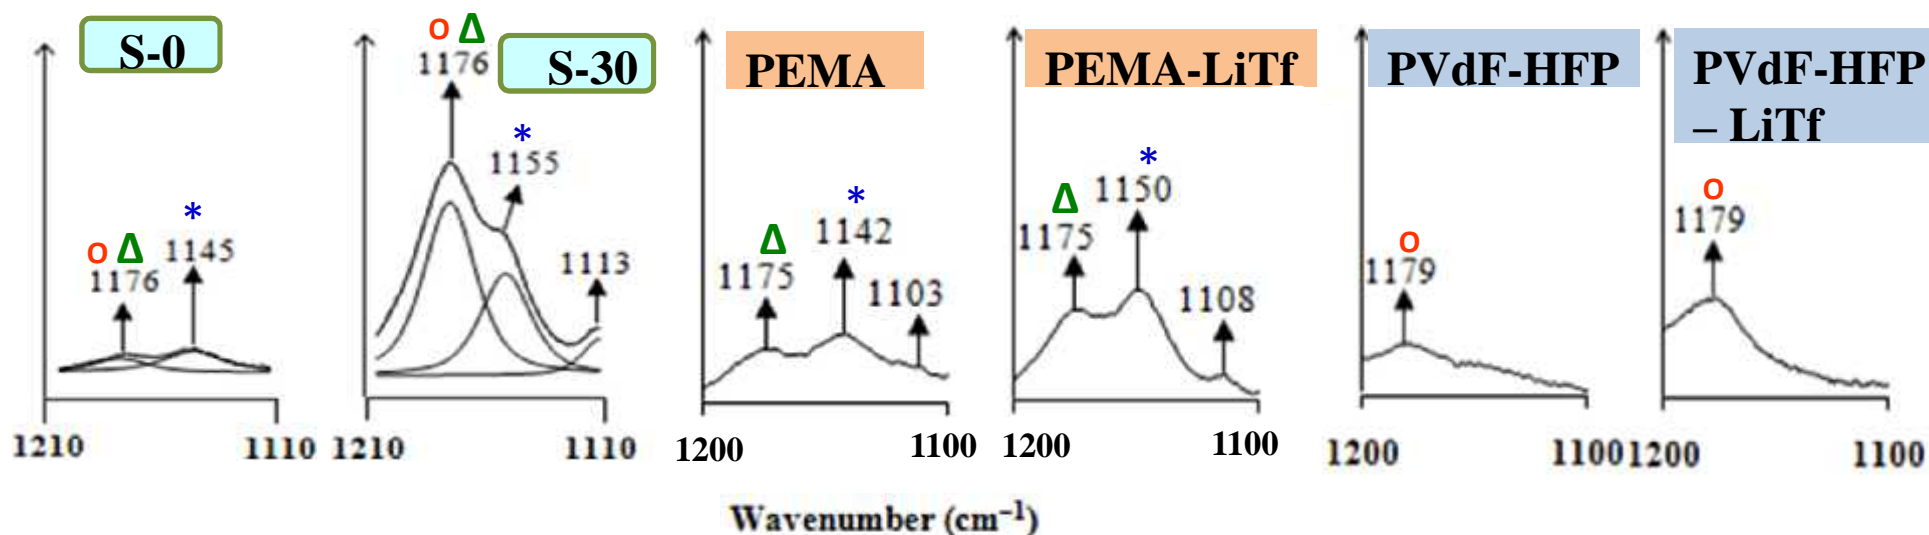 S-0
o Δ
1176
*
1145
1210
1110
o Δ
1176
S-30
*
1155
1113
1210
1110
PEMA
Δ
1175
*
1142
1103
1200
1100
PEMA-LiTf
Δ
1175
*
1150
1108
1200
1100
PVdF-HFP
o
1179
1200
1100
PVdF-HFP
– LiTf
o
1179
1200
1100
Wavenumber (cm⁻¹)